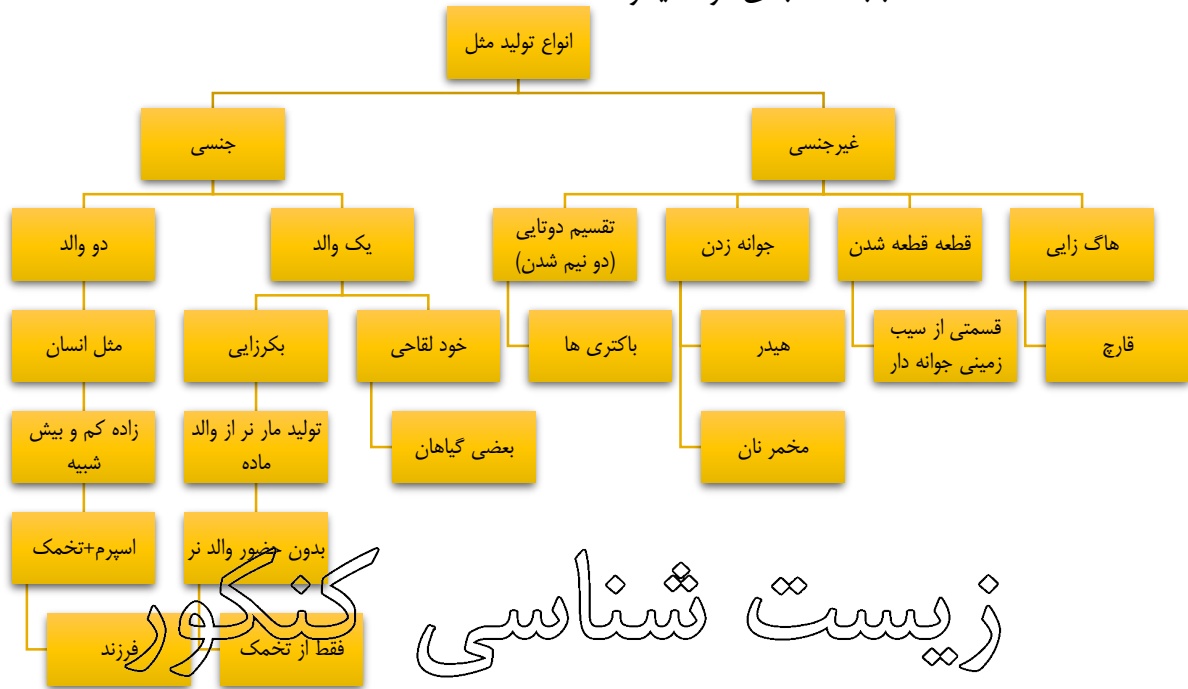 انواع تولید مثل
غیرجنسی
جنسی
هاگ زایی
قطعه قطعه شدن
جوانه زدن
تقسیم دوتایی
(دو نیم شدن)
یک والد
دو والد
قارچ
قسمتی از سیب
زمینی جوانه دار
هیدر
باکتری ها
خود لقاحی
بکرزایی
مثل انسان
مخمر نان
بعضی گیاهان
تولید مار نر از والد
ماده
زاده کم و بیش
شبیه
بدون حضور والد نر
اسپرم+تخمک
فقط از تخمک
فرزند
زیست شناسی کنکور